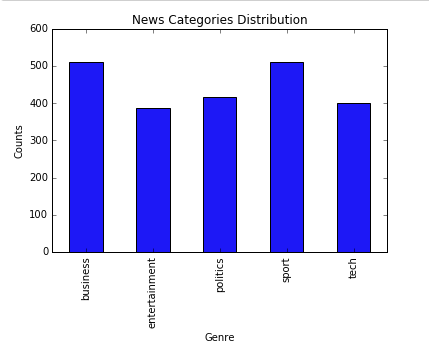 News Categories Distribution
600
500
400
300
200
100
0
Counts
business
entertainment
politics
sport
tech
Genre